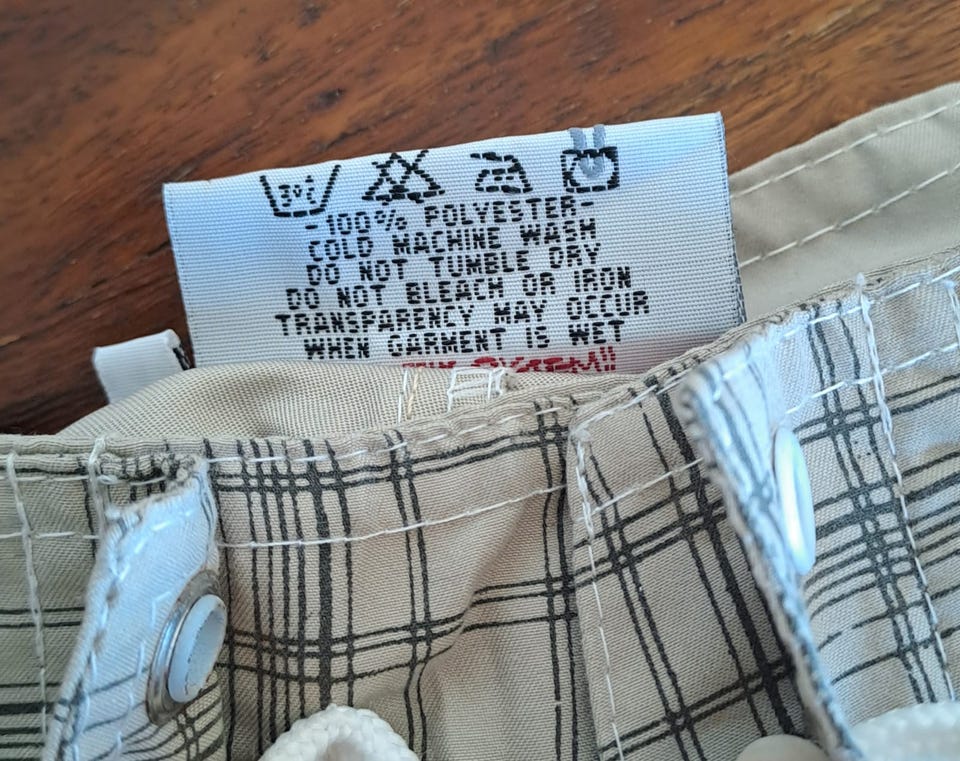 30°
-100% POLYESTER-
COLD MACHINE WASH
DO NOT TUMBLE DRY
DO NOT BLEACH OR IRON
TRANSPARENCY MAY OCCUR
WHEN GARMENT IS WET